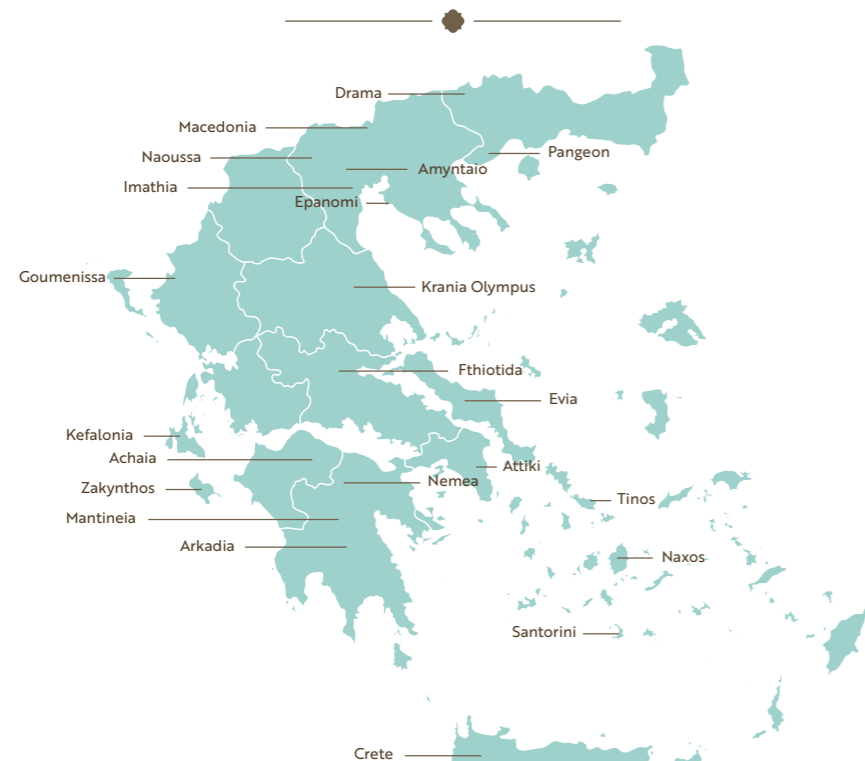 Drama
Macedonia
Pangeon
Naoussa
Amyntaio
Imathia
Epanomi
Goumenissa
Krania Olympus
Fthiotida
Evia
Kefalonia
Achaia
Attiki
Nemea
Zakynthos
Tinos
Mantineia
Arkadia
Naxos
Santorini
Crete